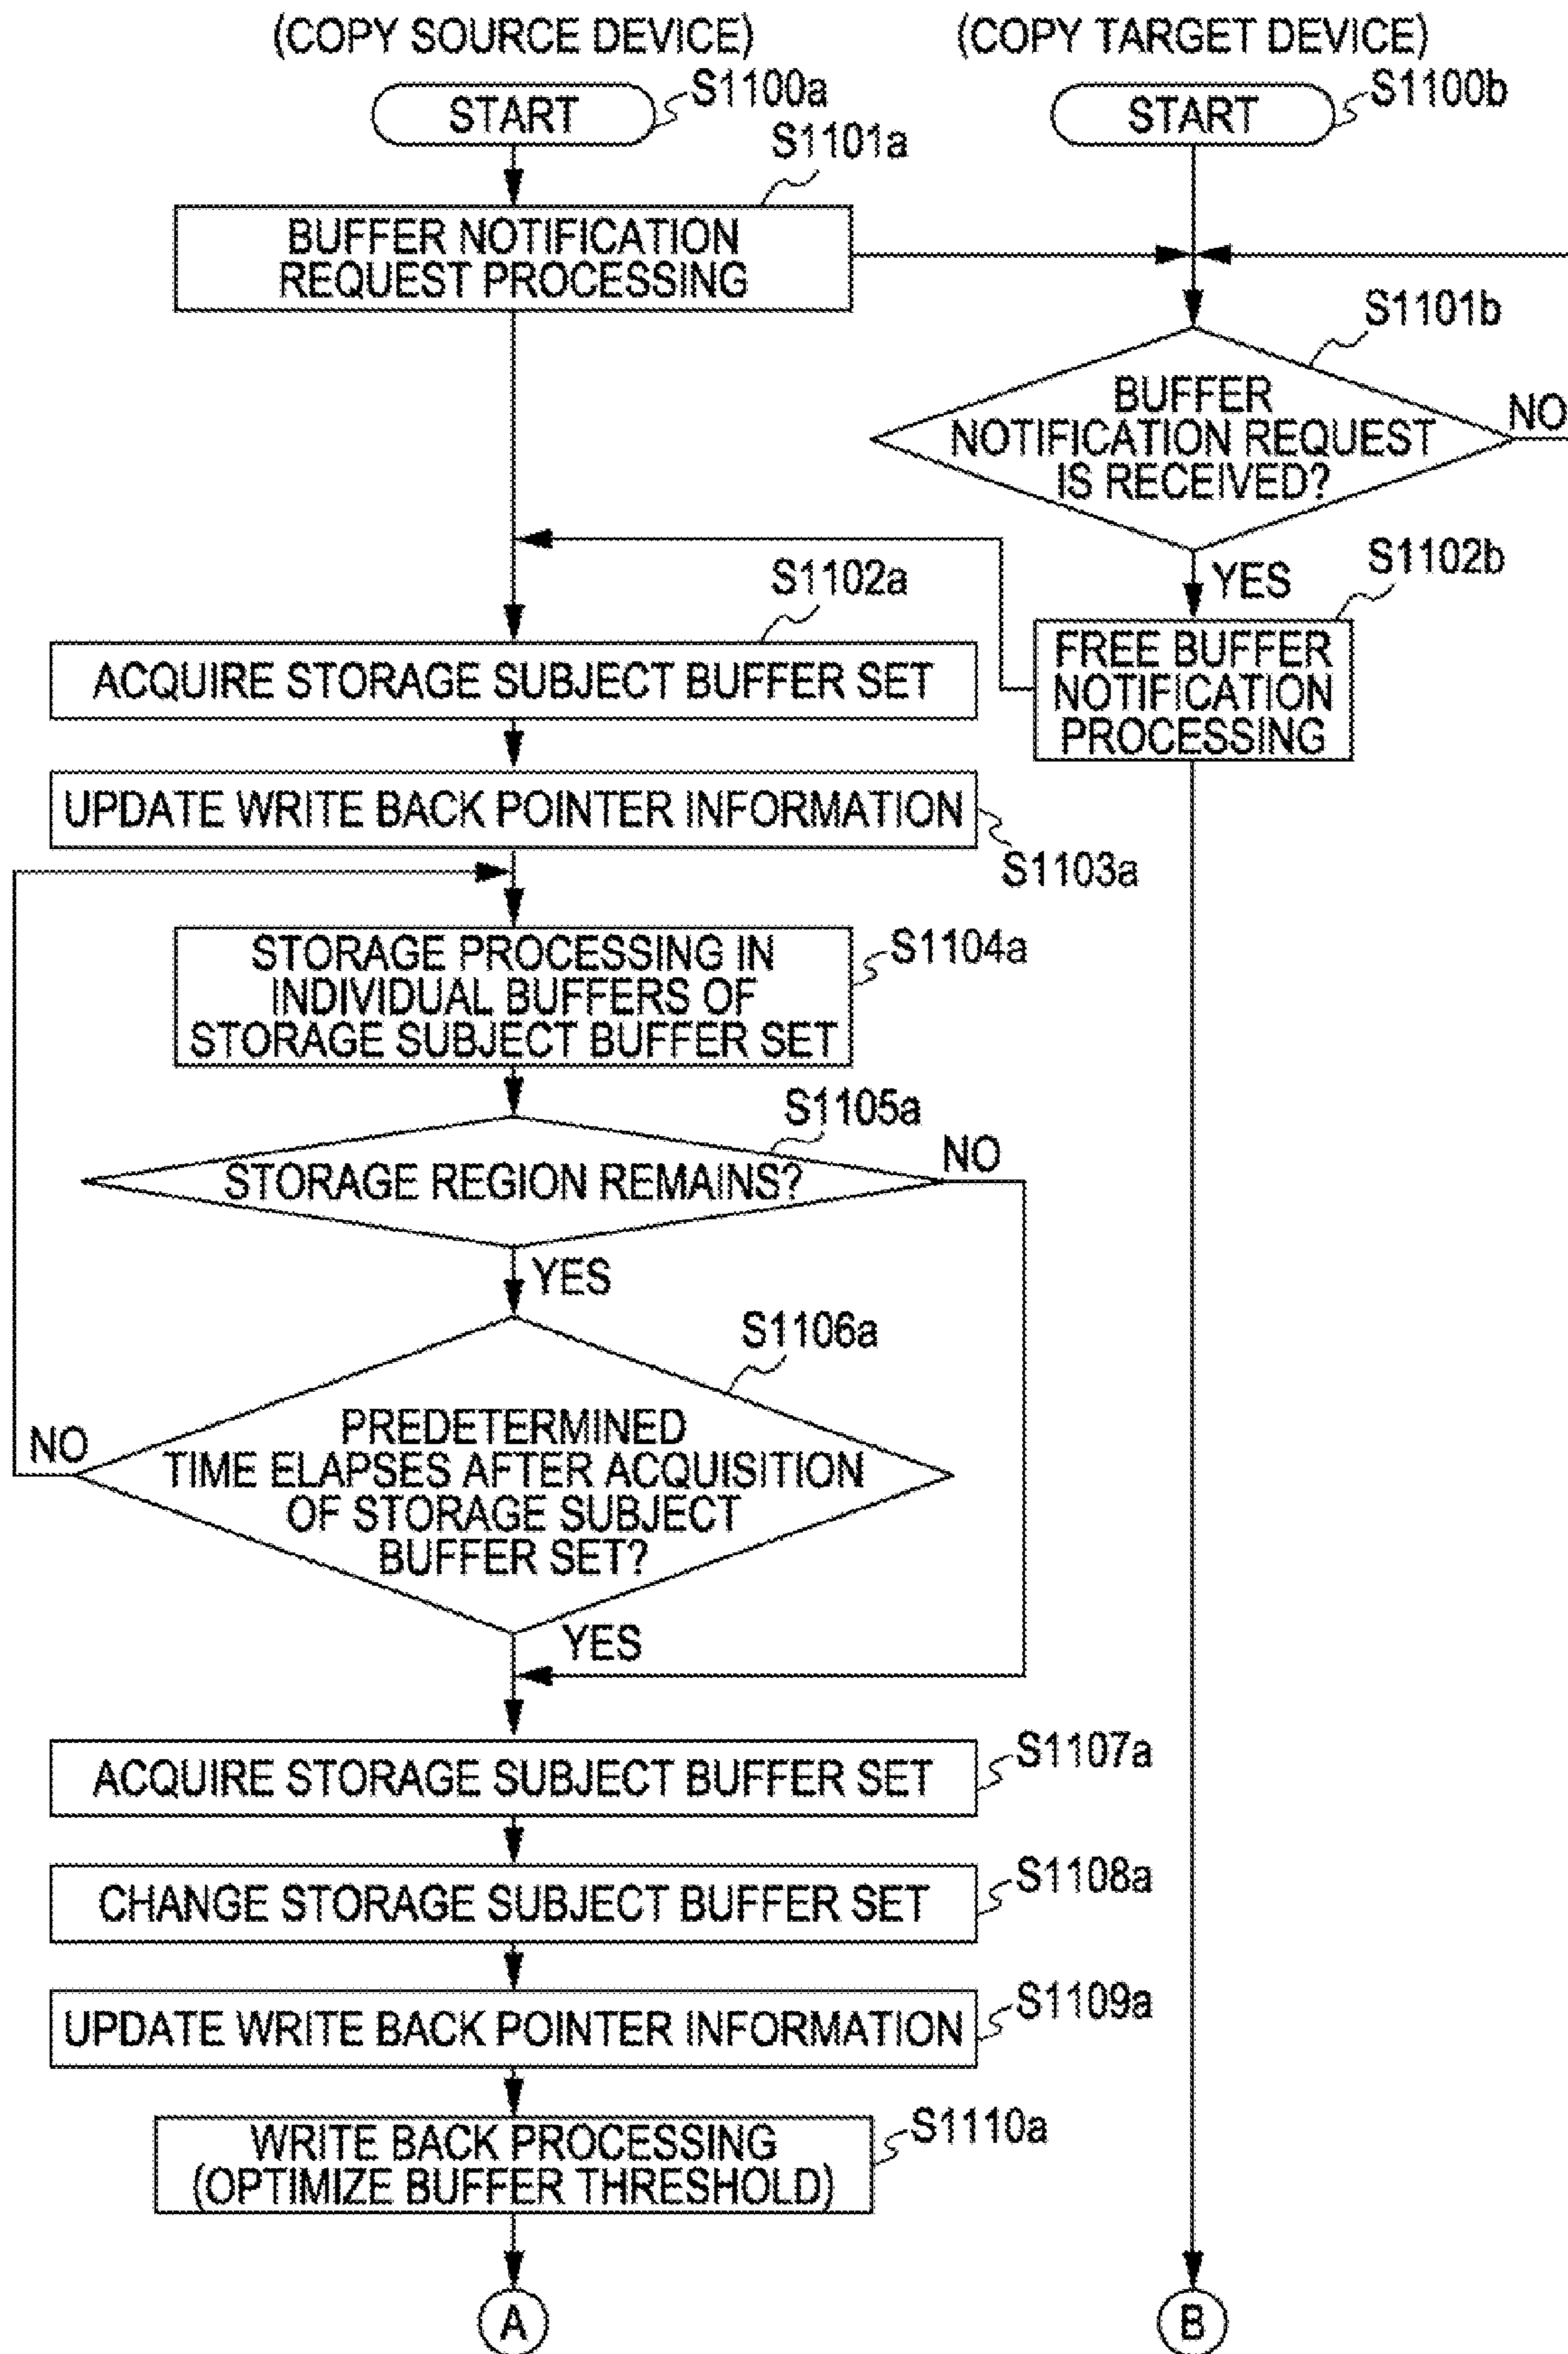 (COPY SOURCE DEVICE)
(COPY TARGET DEVICE)
START
S1100a
START
S1100b
S1101a
BUFFER NOTIFICATION
REQUEST PROCESSING
S1101b
BUFFER
NOTIFICATION REQUEST
IS RECEIVED?
NO
YES
S1102b
FREE BUFFER
NOTIFICATION
PROCESSING
S1102a
ACQUIRE STORAGE SUBJECT BUFFER SET
UPDATE WRITE BACK POINTER INFORMATION
S1103a
STORAGE PROCESSING IN
INDIVIDUAL BUFFERS OF
STORAGE SUBJECT BUFFER SET
S1104a
S1105a
STORAGE REGION REMAINS?
NO
YES
S1106a
PREDETERMINED
TIME ELAPSES AFTER ACQUISITION
OF STORAGE SUBJECT
BUFFER SET?
NO
YES
ACQUIRE STORAGE SUBJECT BUFFER SET
S1107a
CHANGE STORAGE SUBJECT BUFFER SET
S1108a
UPDATE WRITE BACK POINTER INFORMATION
S1109a
WRITE BACK PROCESSING
(OPTIMIZE BUFFER THRESHOLD)
S1110a
A
B